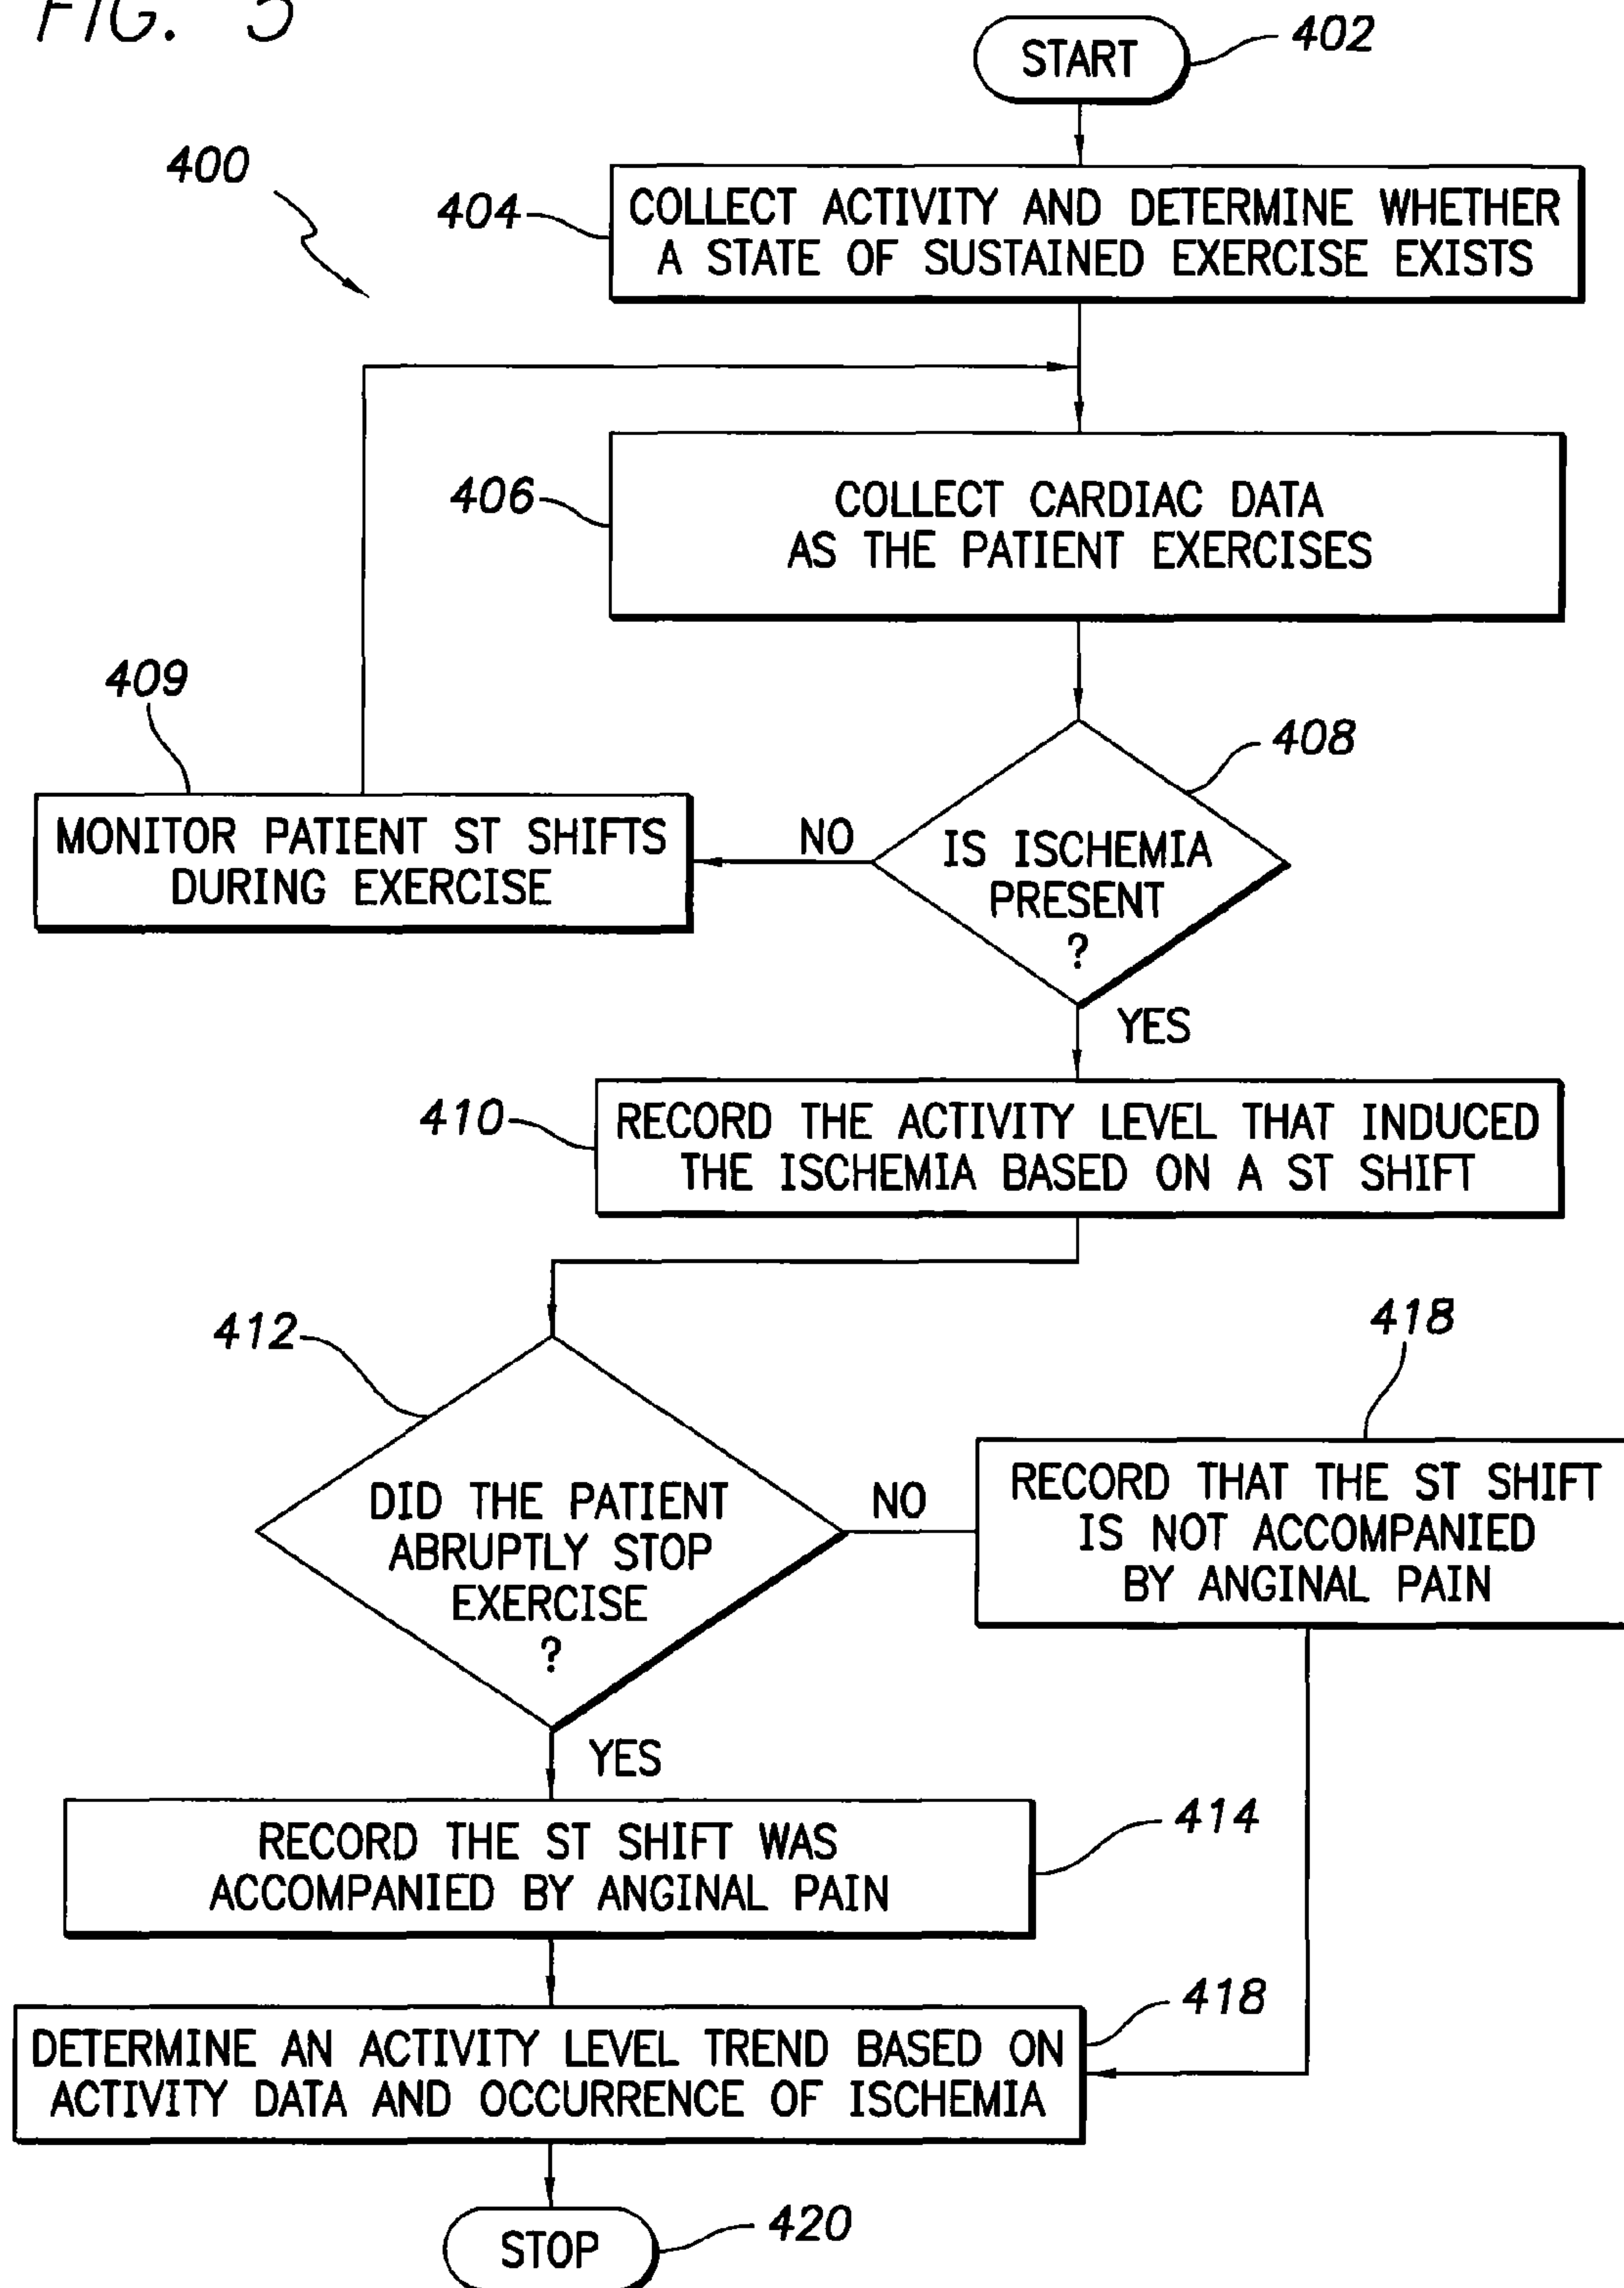 FIG. 5
START
402
400
404
COLLECT ACTIVITY AND DETERMINE WHETHER
A STATE OF SUSTAINED EXERCISE EXISTS
406
COLLECT CARDIAC DATA
AS THE PATIENT EXERCISES
409
408
MONITOR PATIENT ST SHIFTS
DURING EXERCISE
NO
IS ISCHEMIA
PRESENT
?
YES
410
RECORD THE ACTIVITY LEVEL THAT INDUCED
THE ISCHEMIA BASED ON A ST SHIFT
412
418
DID THE PATIENT
ABRUPTLY STOP
EXERCISE
?
NO
RECORD THAT THE ST SHIFT
IS NOT ACCOMPANIED
BY ANGINAL PAIN
YES
RECORD THE ST SHIFT WAS
ACCOMPANIED BY ANGINAL PAIN
414
418
DETERMINE AN ACTIVITY LEVEL TREND BASED ON
ACTIVITY DATA AND OCCURRENCE OF ISCHEMIA
STOP
420